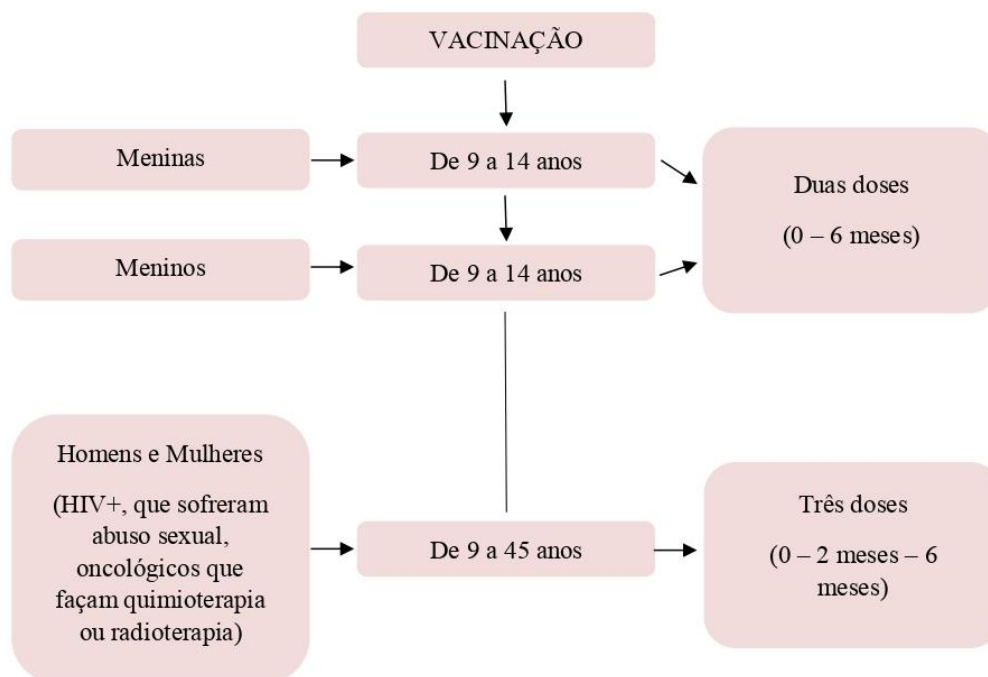 VACINAÇÃO
Meninas
De 9 a 14 anos
Duas doses
(0 – 6 meses)
Meninos
De 9 a 14 anos
Homens e Mulheres
(HIV+, que sofreram
abuso sexual,
oncológicos que
façam quimioterapia
ou radioterapia)
De 9 a 45 anos
Três doses
(0 – 2 meses – 6
meses)